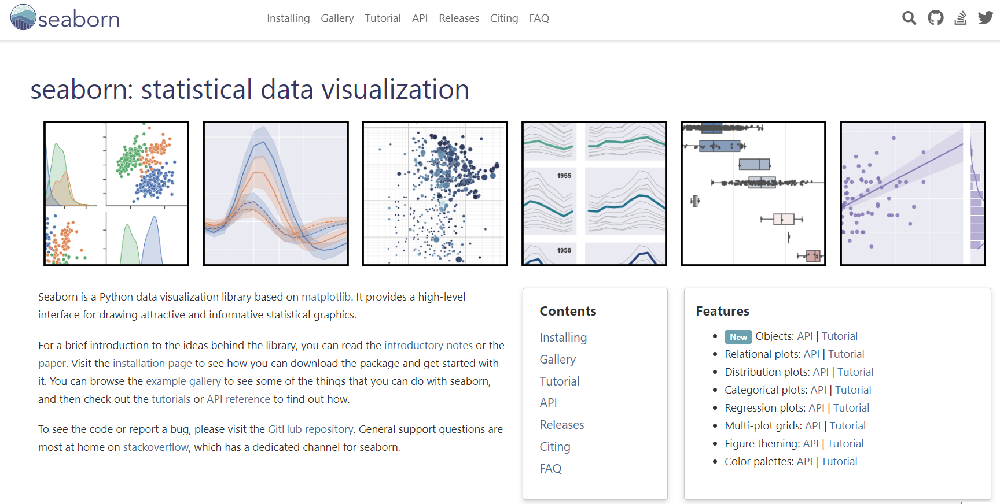 seaborn
Installing Gallery Tutorial API Releases Citing FAQ
seaborn: statistical data visualization
1955
1958
Seaborn is a Python data visualization library based on matplotlib. It provides a high-level
interface for drawing attractive and informative statistical graphics.
For a brief introduction to the ideas behind the library, you can read the introductory notes or the
paper. Visit the installation page to see how you can download the package and get started with
it. You can browse the example gallery to see some of the things that you can do with seaborn,
and then check out the tutorials or API reference to find out how.
To see the code or report a bug, please visit the GitHub repository. General support questions are
most at home on stackoverflow, which has a dedicated channel for seaborn.
Contents
Installing
Gallery
Tutorial
API
Releases
Citing
FAQ
Features
New Objects: API | Tutorial
Relational plots: API | Tutorial
Distribution plots: API | Tutorial
Categorical plots: API | Tutorial
Regression plots: API | Tutorial
Multi-plot grids: API | Tutorial
Figure theming: API | Tutorial
Color palettes: API | Tutorial